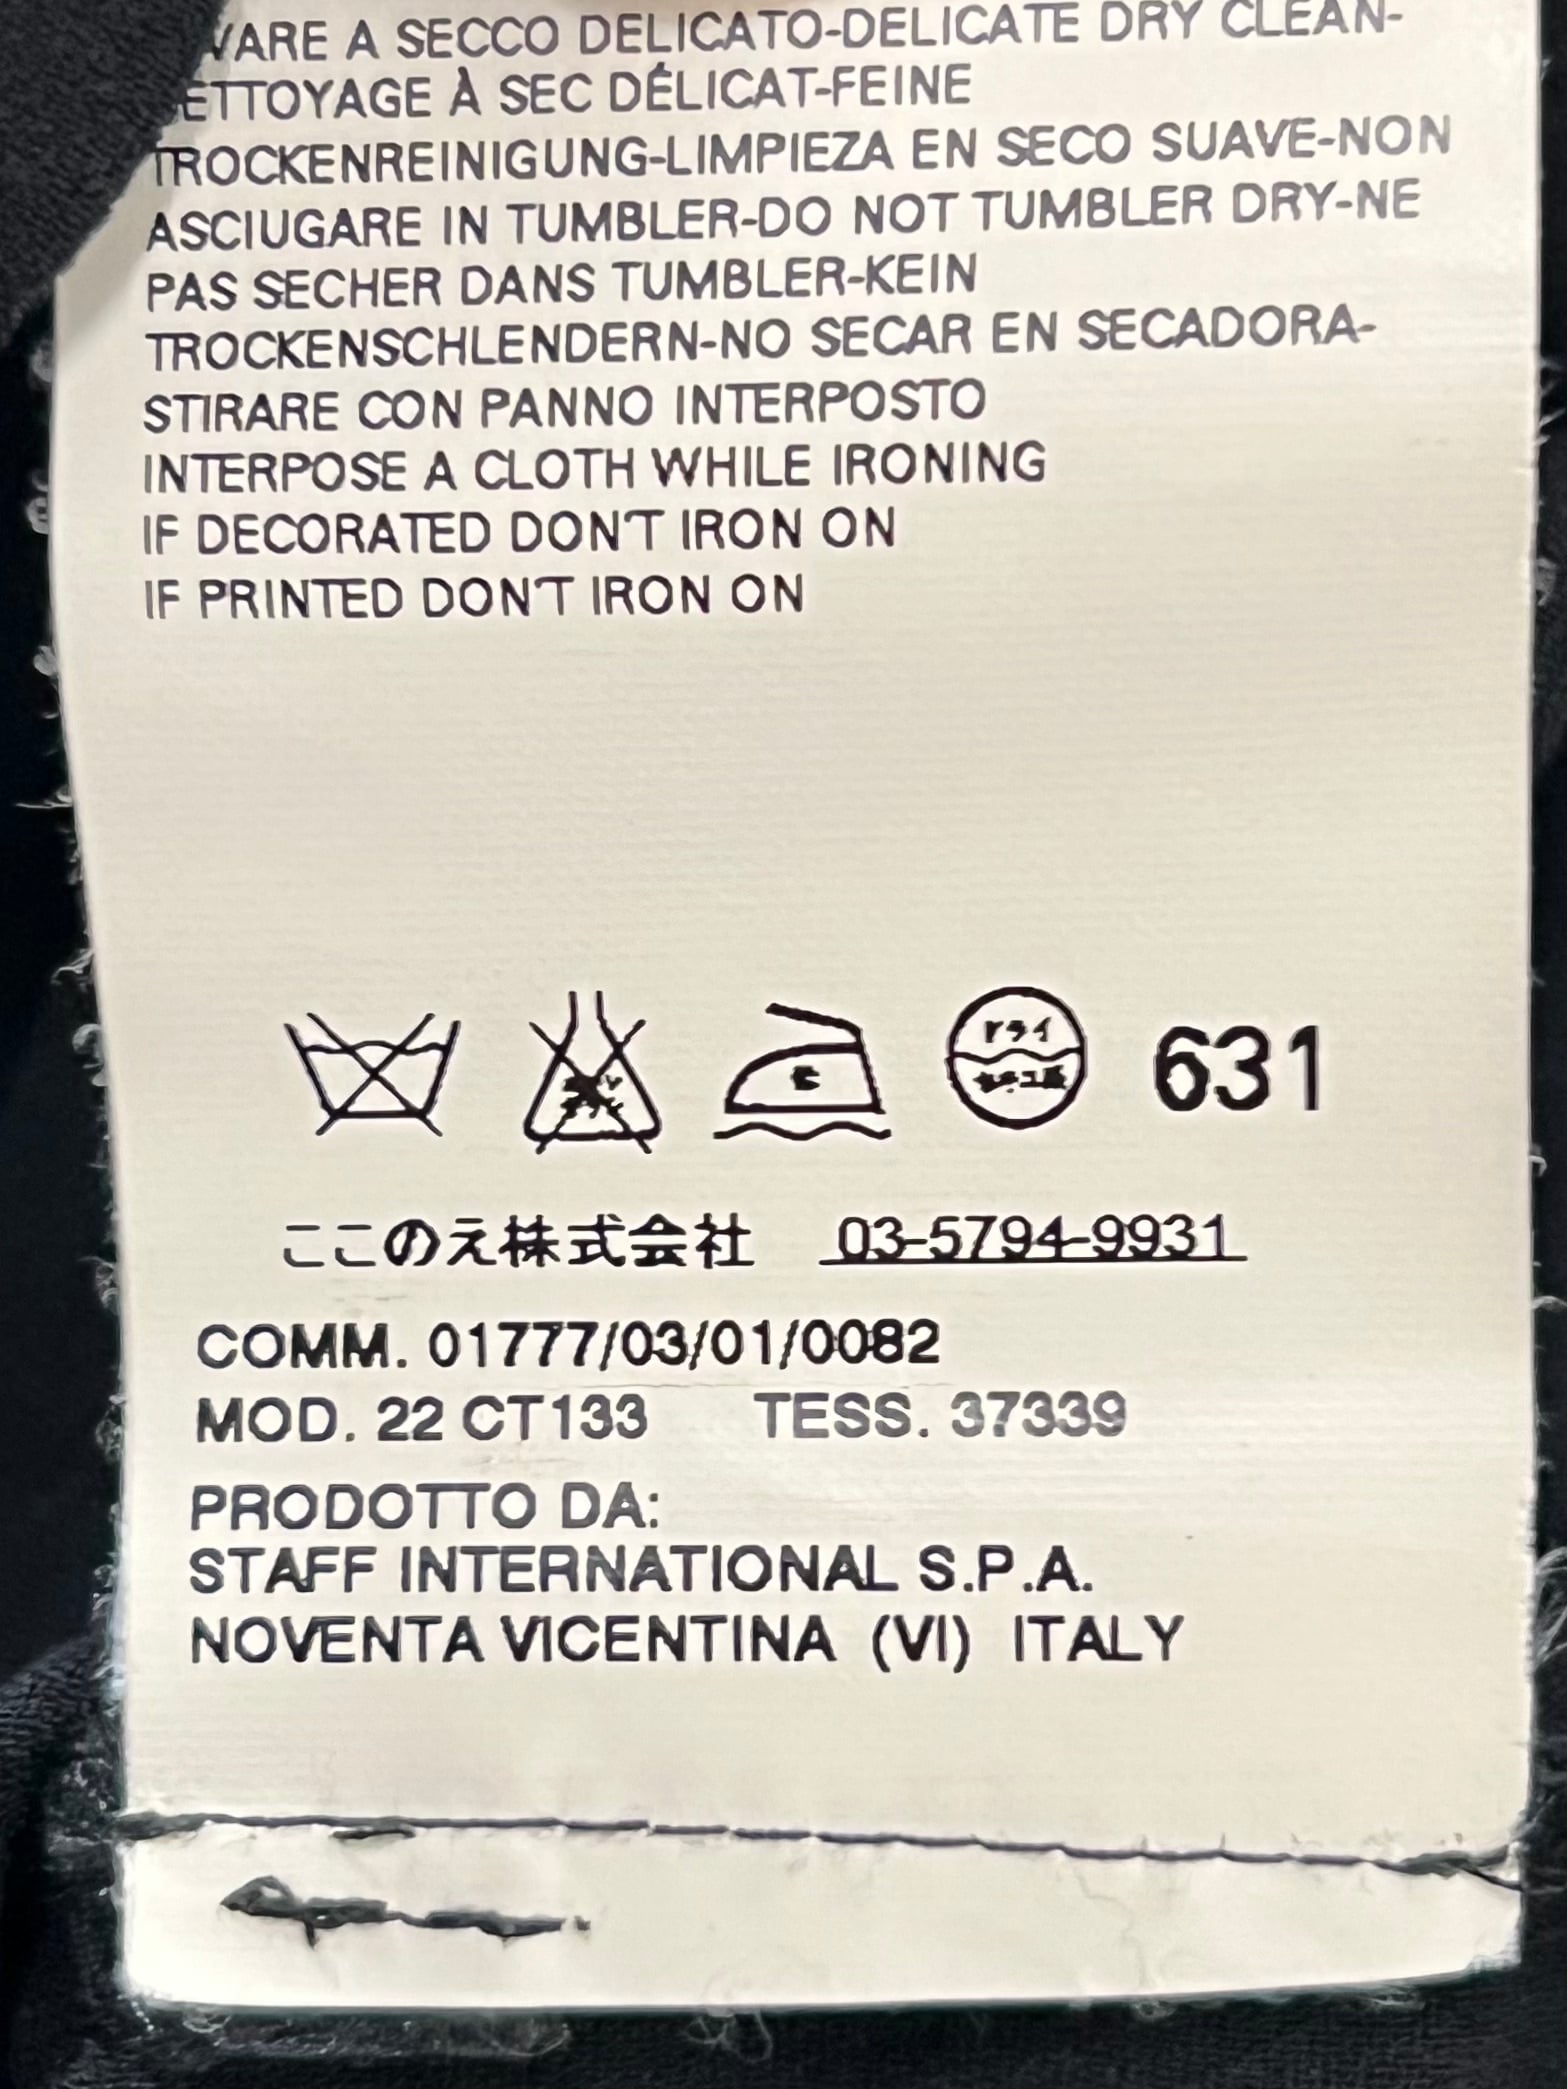 VARE A SECCO DELICATO-DELICATE DRY CLEAN-
ETTOYAGE À SEC DÉLICAT-FEINE
TROCKENREINIGUNG-LIMPIEZA EN SECO SUAVE-NON
ASCIUGARE IN TUMBLER-DO NOT TUMBLER DRY-NE
PAS SECHER DANS TUMBLER-KEIN
TROCKENSCHLENDERN-NO SECAR EN SECADORA-
STIRARE CON PANNO INTERPOSTO
INTERPOSE A CLOTH WHILE IRONING
IF DECORATED DON'T IRON ON
IF PRINTED DON'T IRON ON
ドライ
631
ここのえ株式会社 03-5794-9931
COMM. 01777/03/01/0082
MOD. 22 CT133 TESS. 37339
PRODOTTO DA:
STAFF INTERNATIONAL S.P.A.
NOVENTA VICENTINA (VI) ITALY